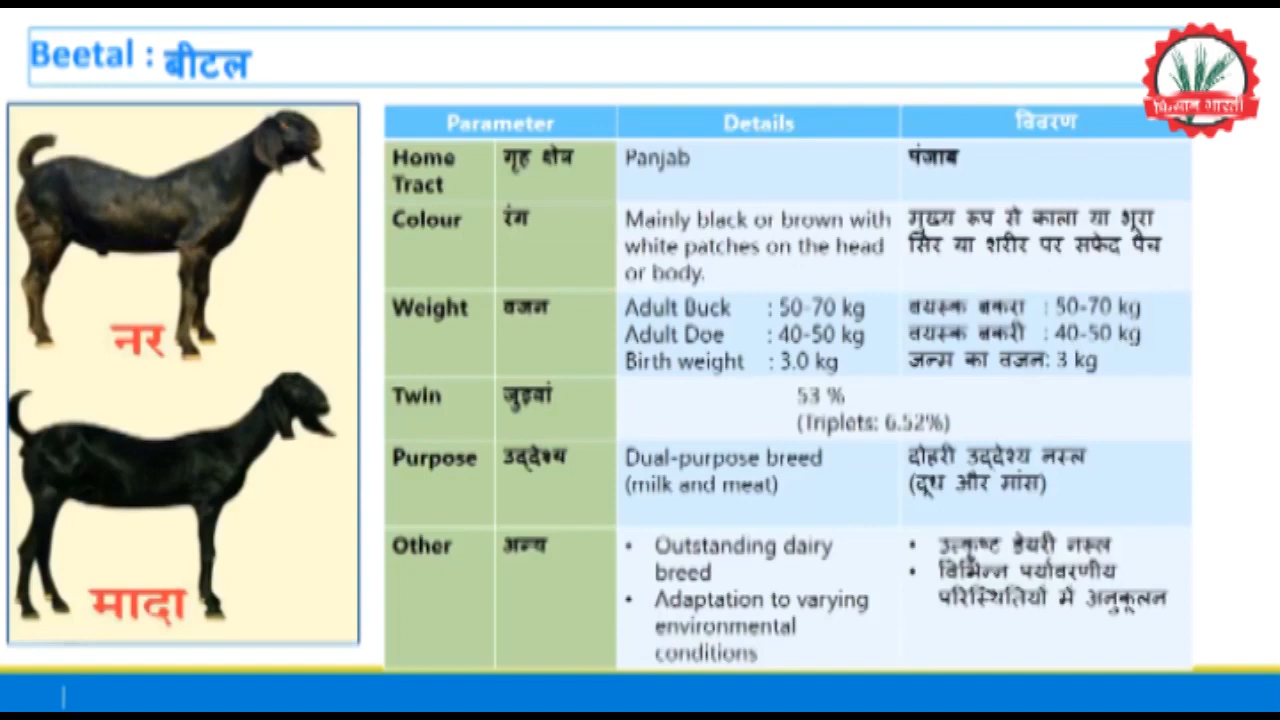 Beetal : बीटल
किसान भारती
Parameter Details विवरण
Home Tract गृह क्षेत्र Panjab पंजाब
Colour रंग Mainly black or brown with मुख्य रूप से काला या भूरा
white patches on the head सिर या शरीर पर सफेद पैच
or body.
Weight वजन Adult Buck : 50-70 kg वयस्क बकरा : 50-70 kg
Adult Doe : 40-50 kg वयस्क बकरी : 40-50 kg
Birth weight : 3.0 kg जन्म का वजन: 3 kg
Twin जुड़वां 53 %
(Triplets: 6.52%)
Purpose उद्देश्य Dual-purpose breed दोहरी उद्देश्य नस्ल
(milk and meat) (दूध और मांस)
Other अन्य • Outstanding dairy • उत्कृष्ट डेयरी नस्ल
breed • विभिन्न पर्यावरणीय
• Adaptation to varying परिस्थितियों में अनुकूलन
environmental
conditions
नर
मादा